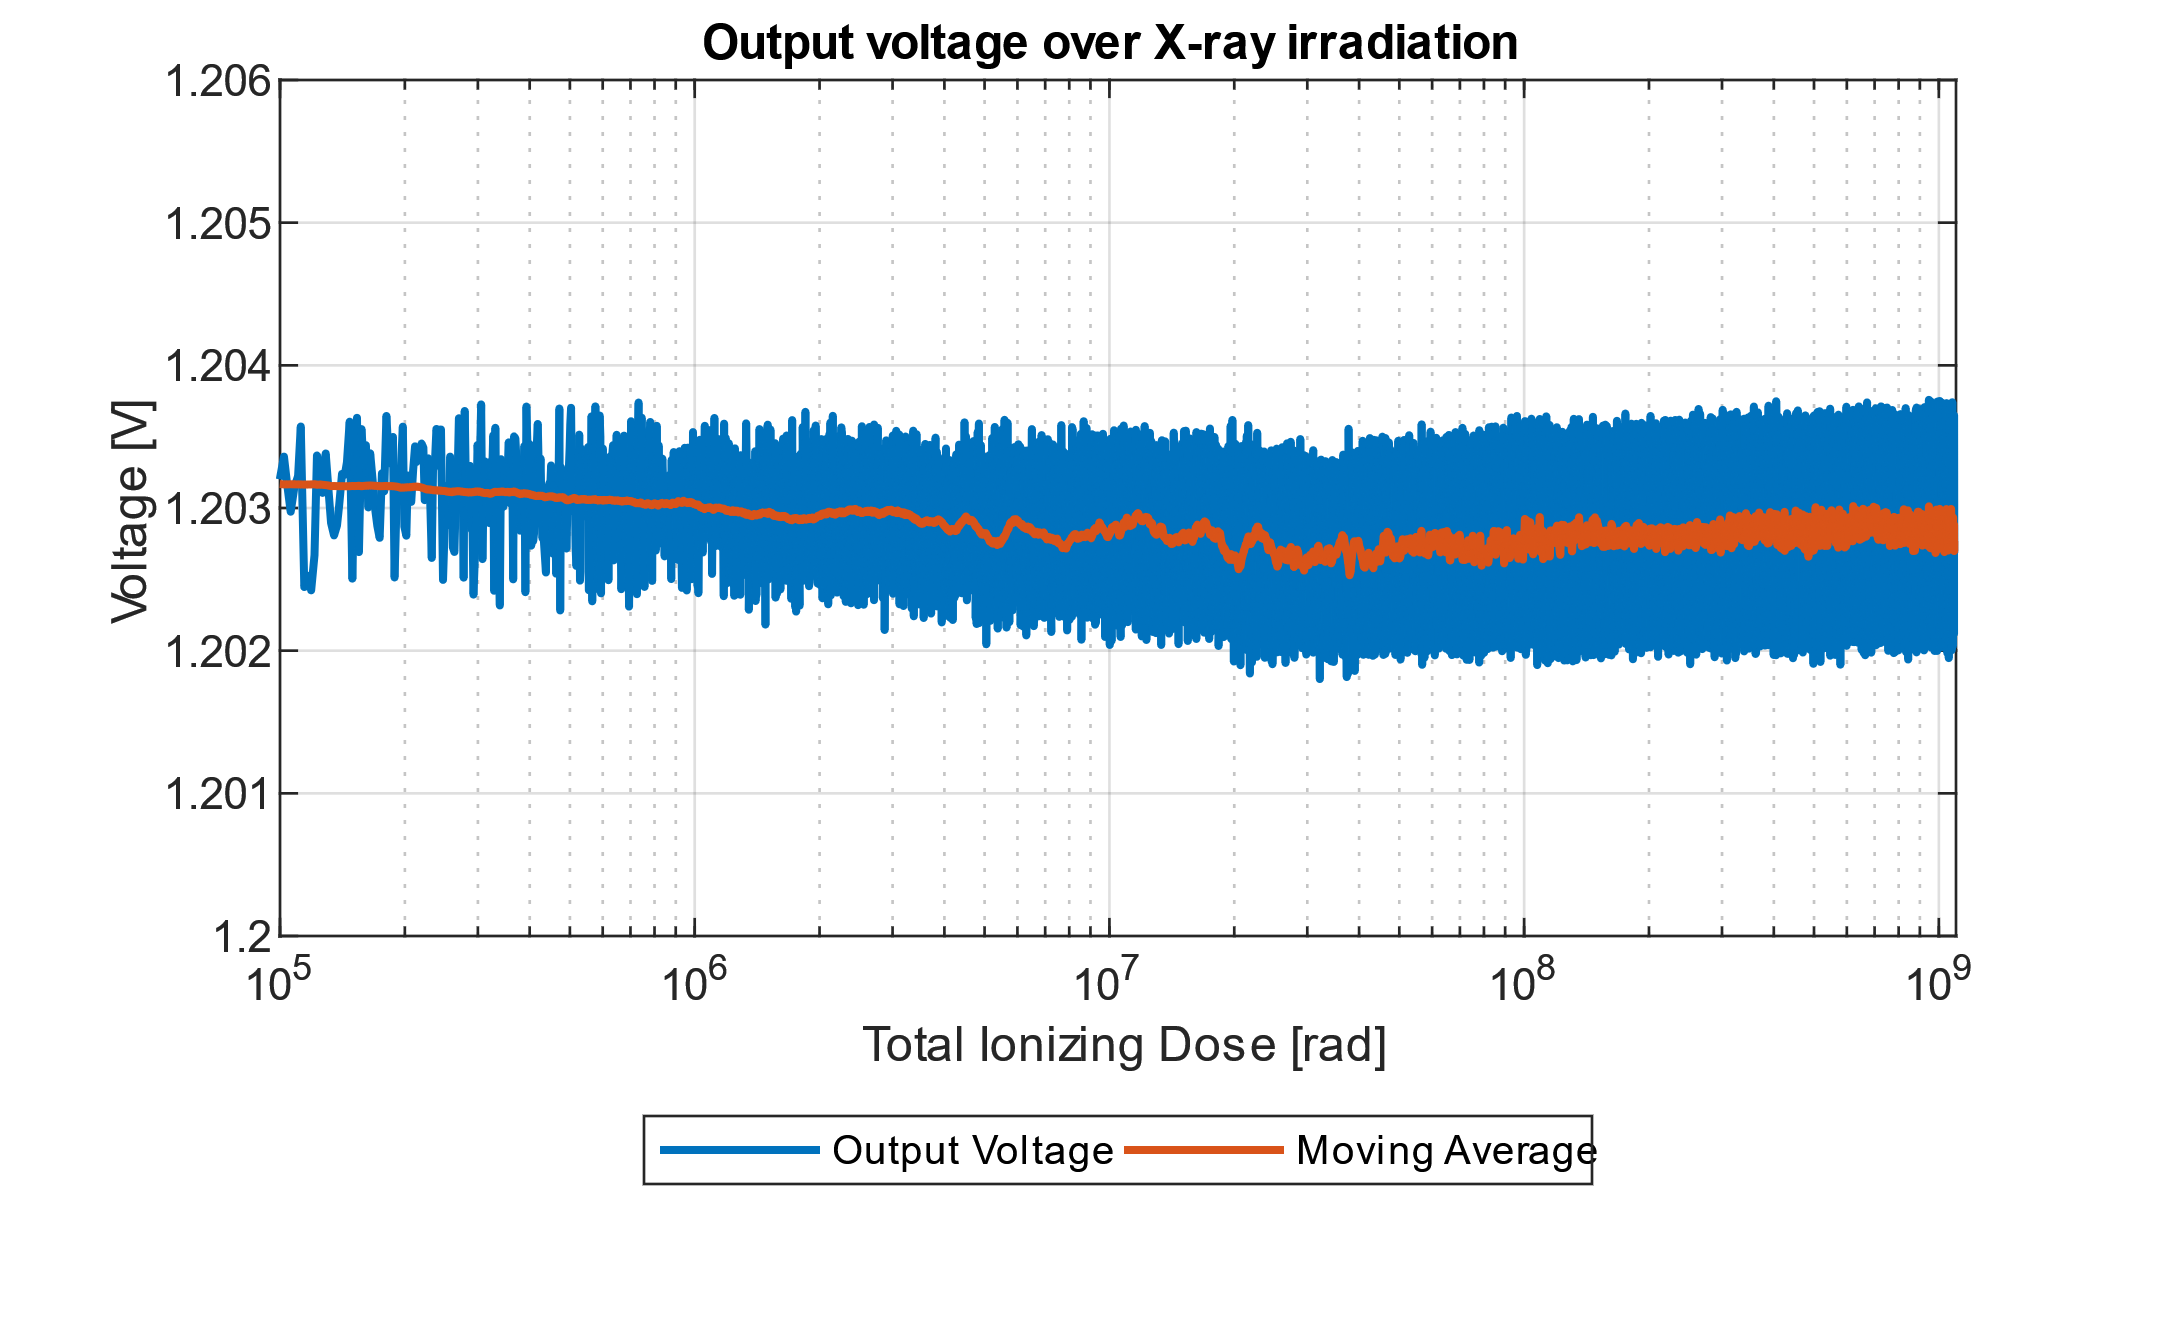 Output voltage over X-ray irradiation
1.206
1.205
1.204
1.203
1.202
1.201
1.2
Voltage [V]
10^5 10^6 10^7 10^8 10^9
Total Ionizing Dose [rad]
Output Voltage Moving Average